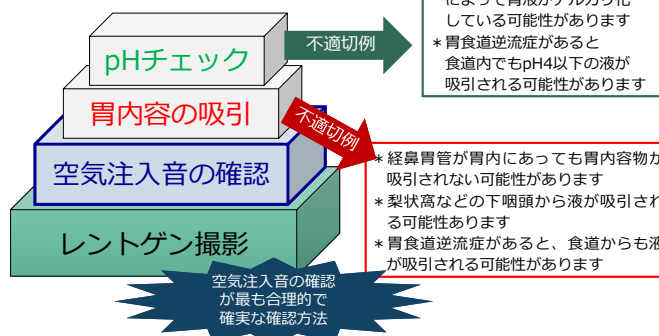 によって胃液がアルカリ化
している可能性があります
＊胃食道逆流症があると
食道内でもpH4以下の液が
吸引される可能性があります
pHチェック
不適切例
胃内容の吸引
不適切例
空気注入音の確認
レントゲン撮影
＊経鼻胃管が胃内にあっても胃内容物が
吸引されない可能性があります
＊梨状窩などの下咽頭から液が吸引され
る可能性あります
＊胃食道逆流症があると、食道からも液
が吸引される可能性があります
空気注入音の確認
が最も合理的で
確実な確認方法